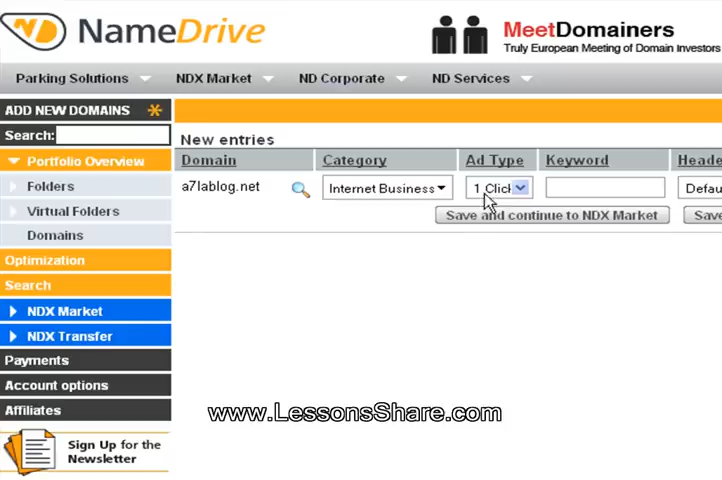 NameDrive
MeetDomainers
Truly European Meeting of Domain Investors
Parking Solutions NDX Market ND Corporate ND Services
ADD NEW DOMAINS
Search:
Portfolio Overview
Folders
Virtual Folders
Domains
Optimization
Search
NDX Market
NDX Transfer
Payments
Account options
Affiliates
Sign Up for the
Newsletter
New entries
Domain Category Ad Type Keyword Heade
a7lablog.net Internet Business 1 Click Defau
Save and continue to NDX Market Save
www.LessonsShare.com